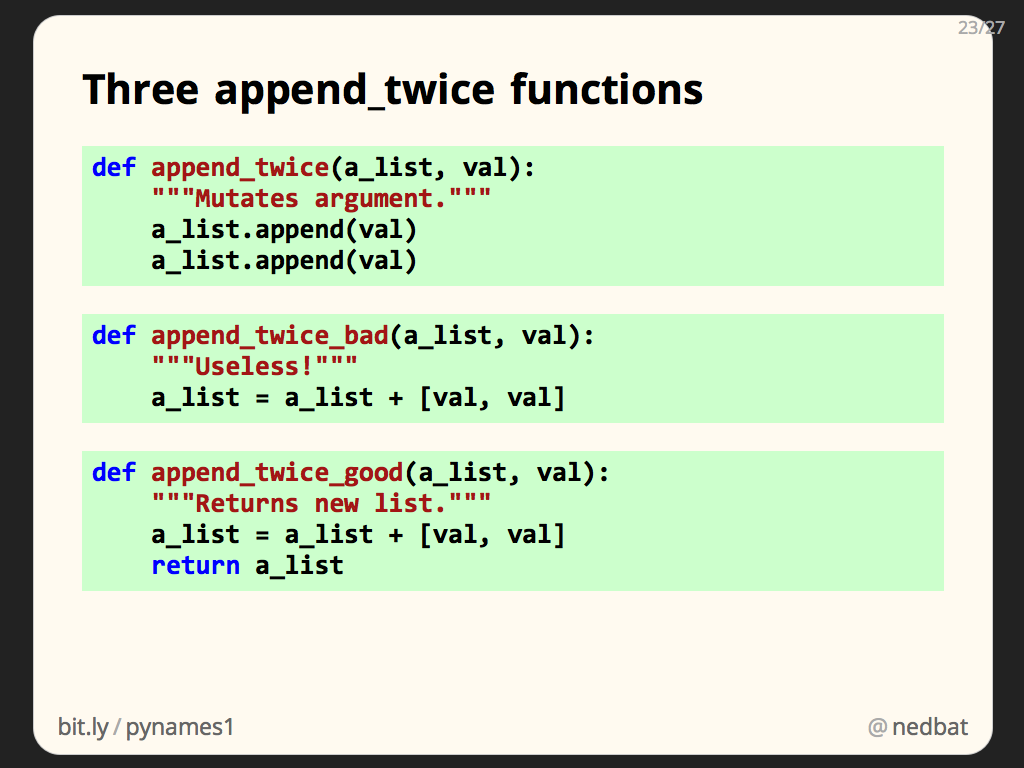 23/27
Three append_twice functions
def append_twice(a_list, val):
    """Mutates argument."""
    a_list.append(val)
    a_list.append(val)
def append_twice_bad(a_list, val):
    """Useless!"""
    a_list = a_list + [val, val]
def append_twice_good(a_list, val):
    """Returns new list."""
    a_list = a_list + [val, val]
    return a_list
bit.ly/pynames1
@nedbat